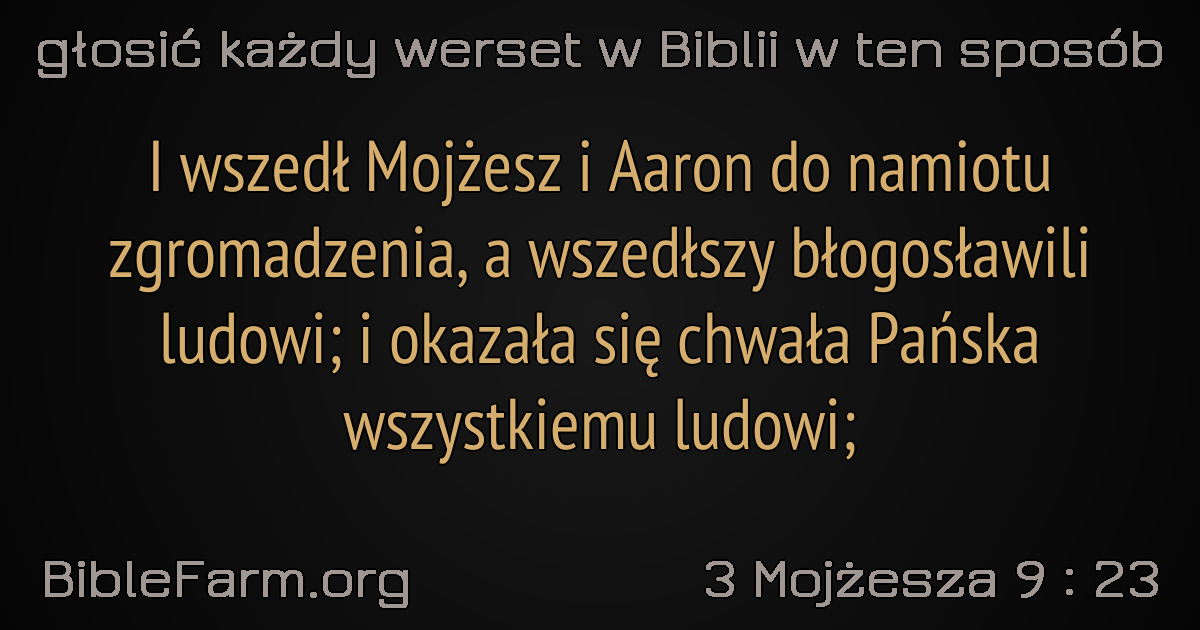 głosić każdy werset w Biblii w ten sposób
I wszedł Mojżesz i Aaron do namiotu
zgromadzenia, a wszedłszy błogosławili
ludowi; i okazała się chwała Pańska
wszystkiemu ludowi;
BibleFarm.org
3 Mojżesza 9 : 23